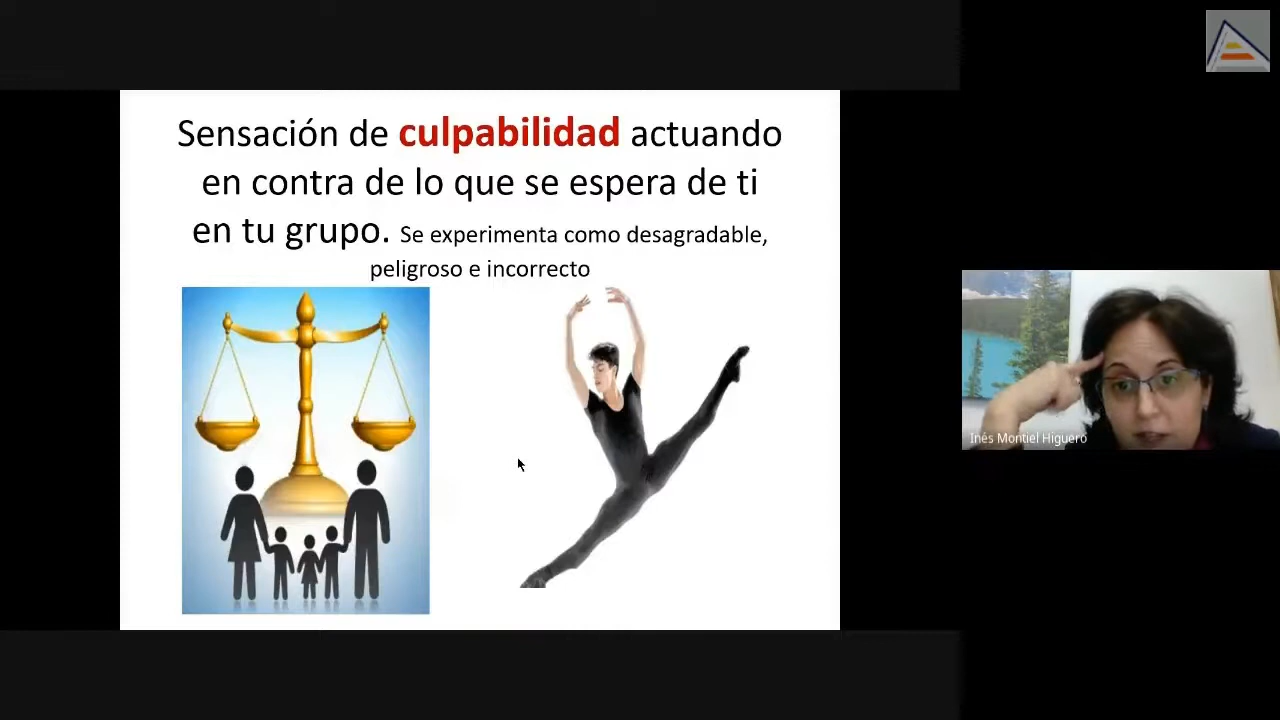 Sensación de culpabilidad actuando
en contra de lo que se espera de ti
en tu grupo. Se experimenta como desagradable,
peligroso e incorrecto
Inés Montiel Higuero